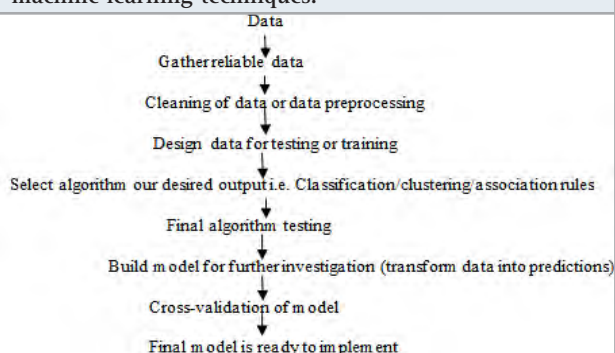 machine learning techniques.
Data
Gather reliable data
Cleaning of data or data preprocessing
Design data for testing or training
Select algorithm our desired output i.e. Classification/clustering/association rules
Final algorithm testing
Build model for further investigation (transform data into predictions)
Cross-validation of model
Final model is ready to implement